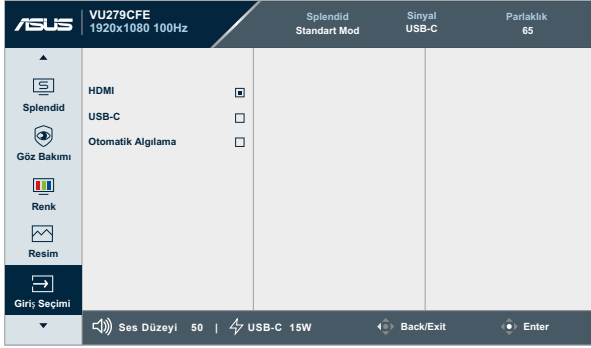 ASUS
VU279CFE
1920x1080 100Hz
Splendid
Standart Mod
Sinyal
USB-C
Parlaklık
65
Splendid
Göz Bakımı
Renk
Resim
Giriş Seçimi
HDMI
USB-C
Otomatik Algılama
Ses Düzeyi 50 | USB-C 15W
Back/Exit
Enter